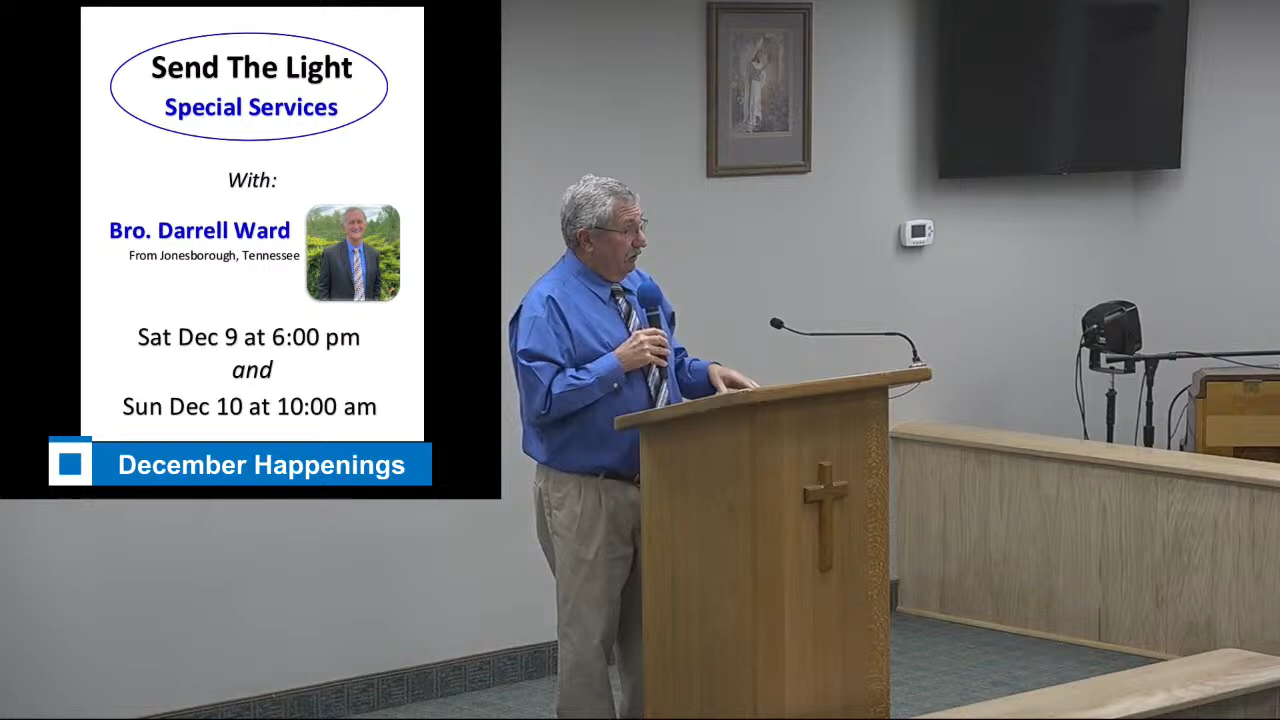 Send The Light
Special Services
With:
Bro. Darrell Ward
From Jonesborough, Tennessee
Sat Dec 9 at 6:00 pm
and
Sun Dec 10 at 10:00 am
December Happenings